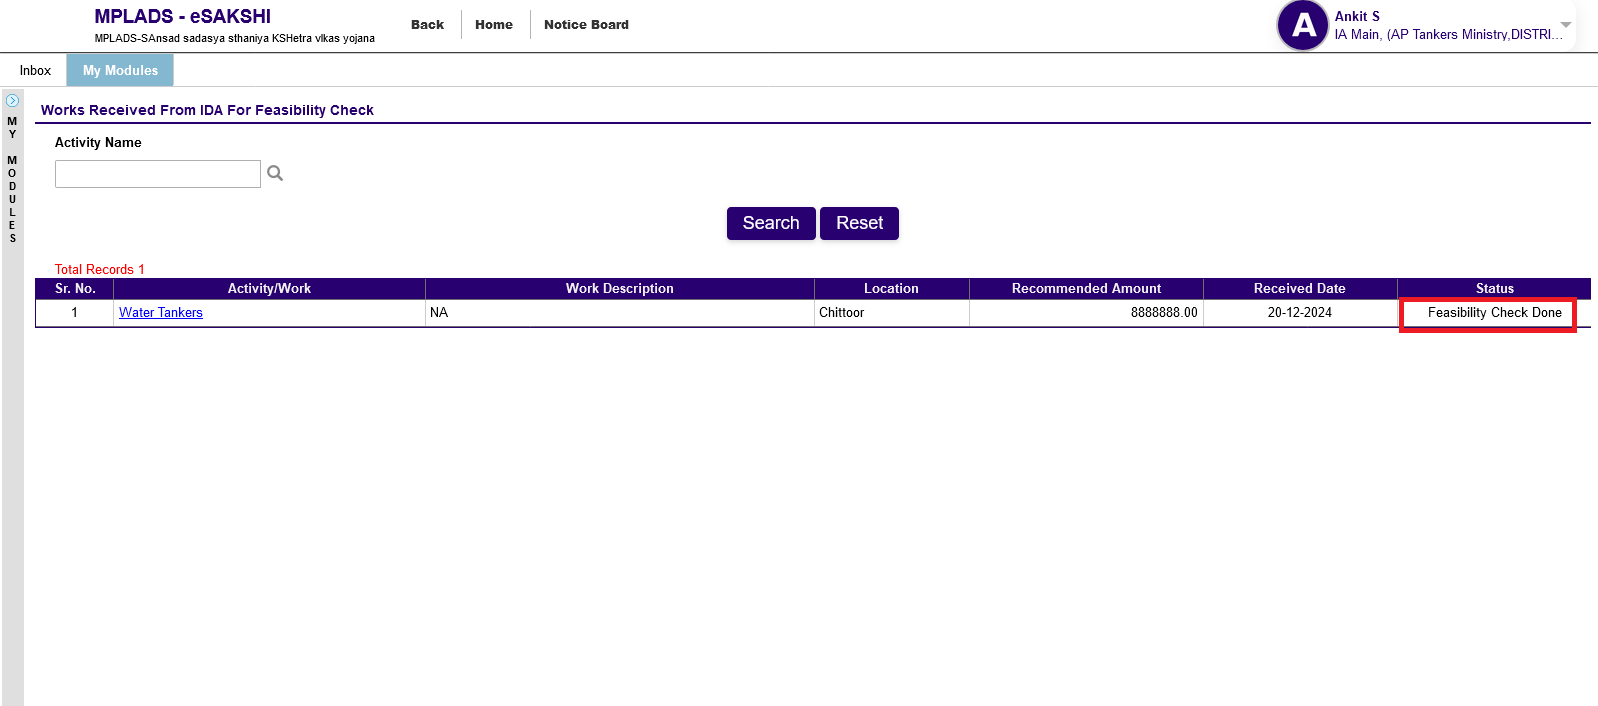 MPLADS - eSAKSHI
MPLADS-SAnsad sadasya sthaniya KSHetra vIkas yojana
Back Home Notice Board
A
Ankit S
IA Main, (AP Tankers Ministry,DISTRI...
Inbox My Modules
MY MODULES
Works Received From IDA For Feasibility Check
Activity Name
Search Reset
Total Records 1
Sr. No. Activity/Work Work Description Location Recommended Amount Received Date Status
1 Water Tankers NA Chittoor 8888888.00 20-12-2024 Feasibility Check Done